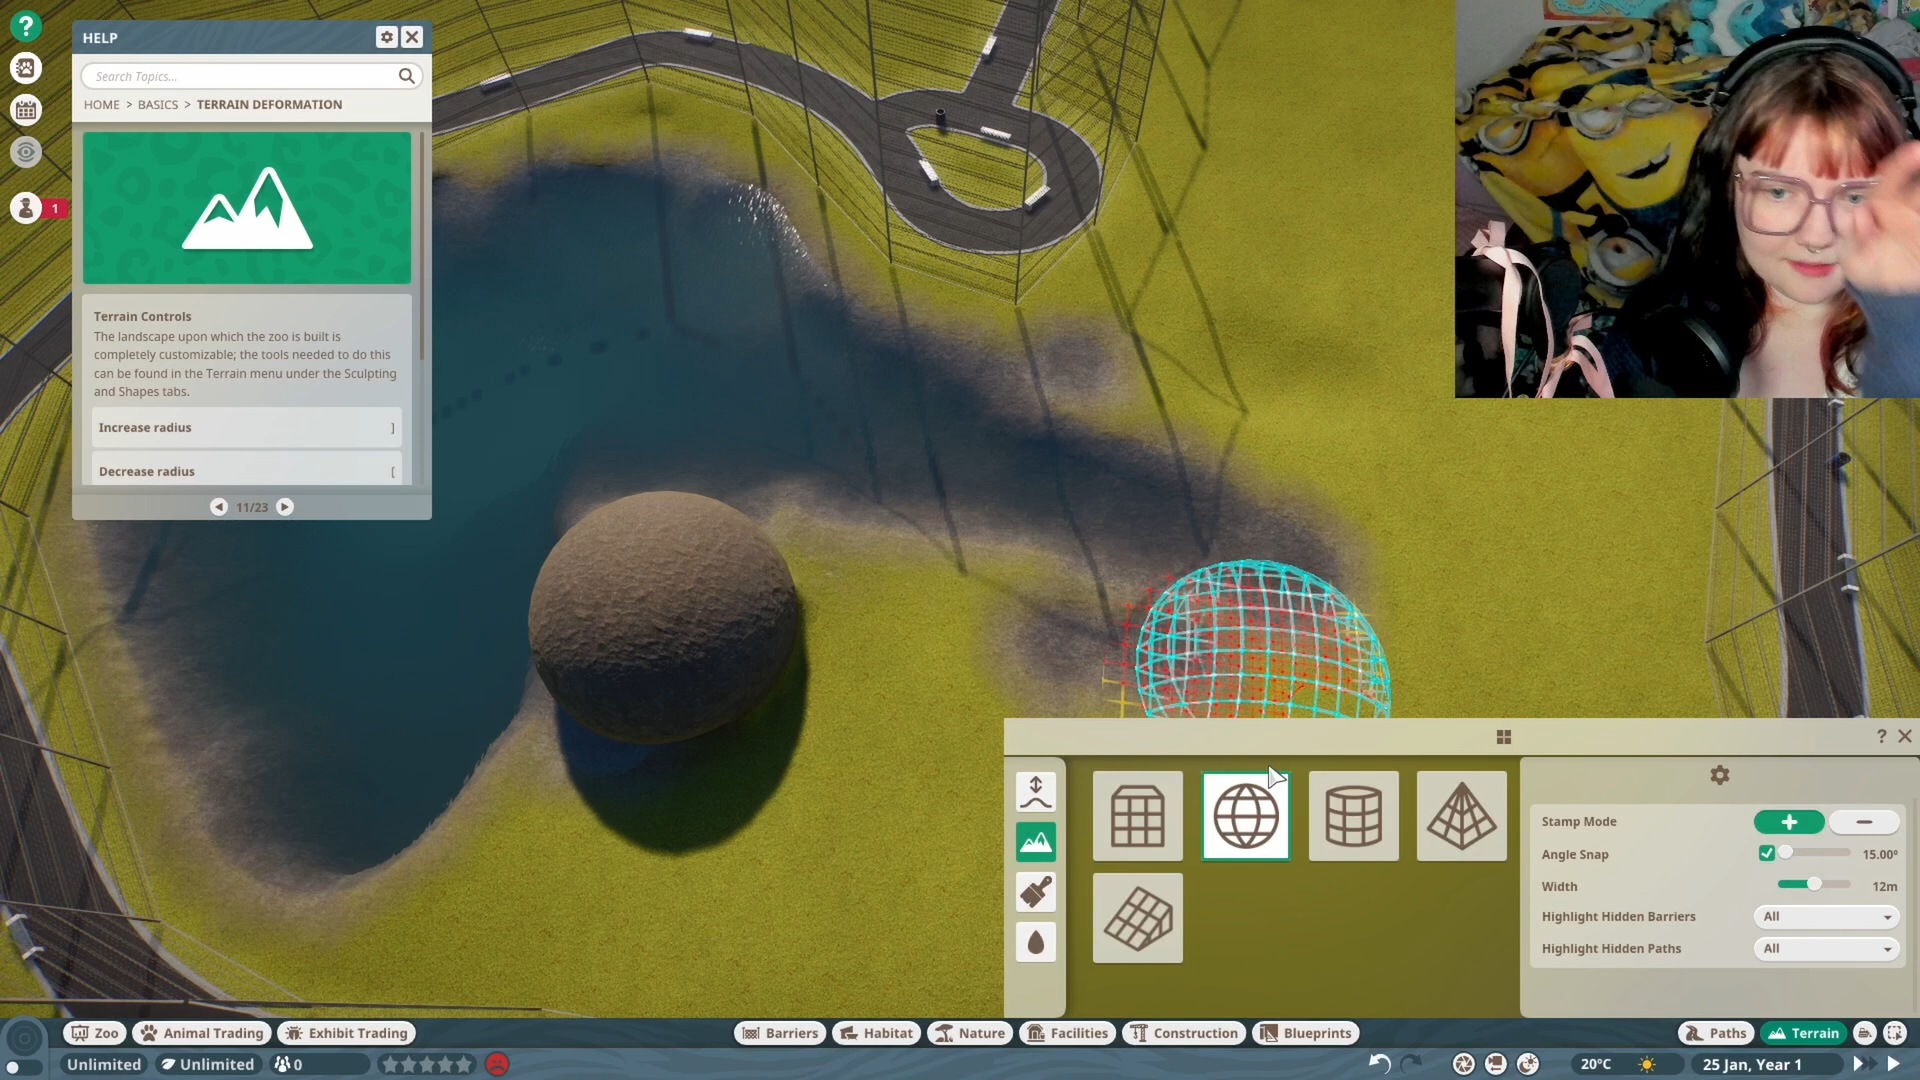 ?
HELP
Search Topics...
HOME > BASICS > TERRAIN DEFORMATION
1
Terrain Controls
The landscape upon which the zoo is built is
completely customizable; the tools needed to do this
can be found in the Terrain menu under the Sculpting
and Shapes tabs.
Increase radius ]
Decrease radius [
11/23
?
Stamp Mode
Angle Snap 15.00°
Width 12m
Highlight Hidden Barriers All
Highlight Hidden Paths All
Zoo Animal Trading Exhibit Trading Barriers Habitat Nature Facilities Construction Blueprints Paths Terrain
Unlimited Unlimited 0 20°C 25 Jan, Year 1